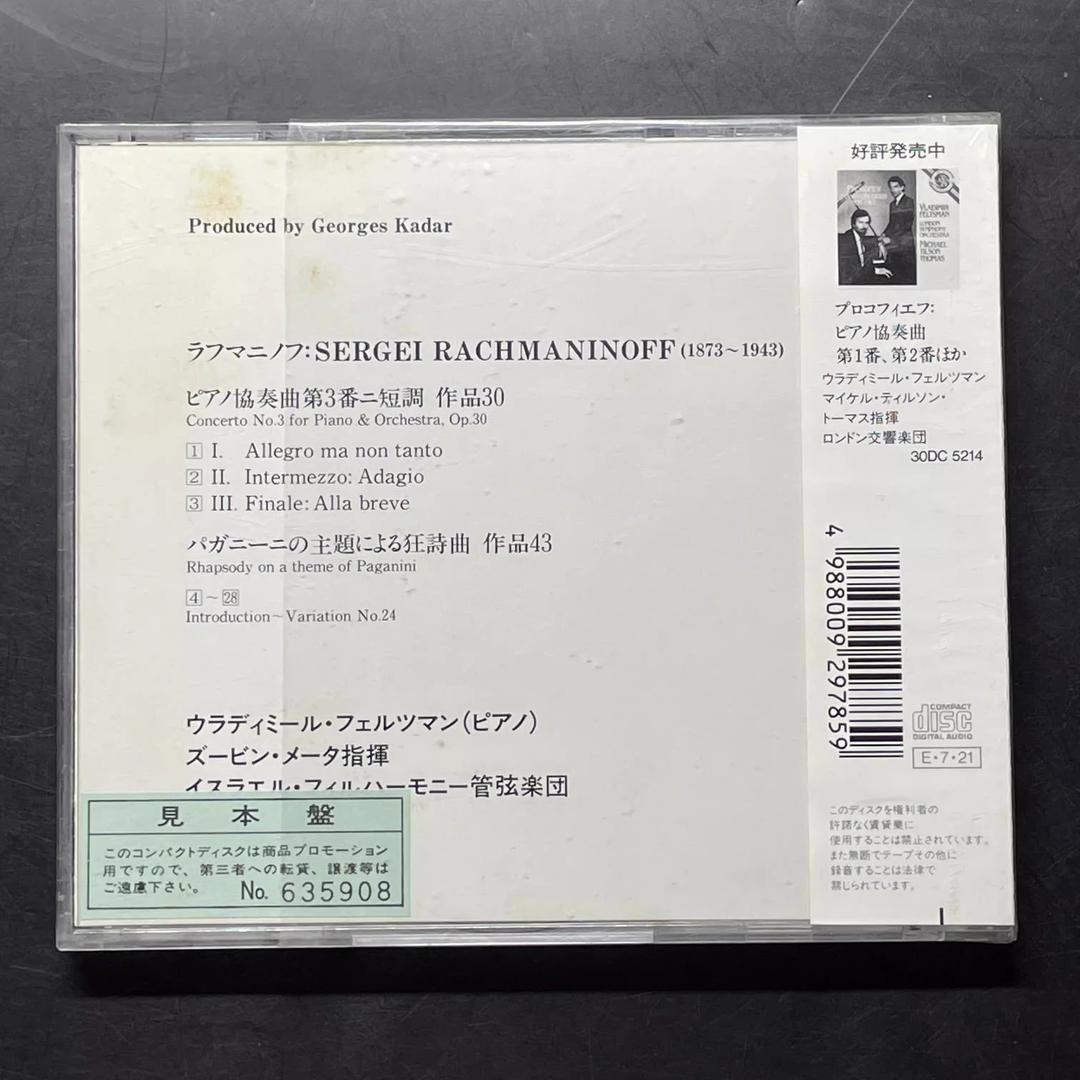 Produced by Georges Kadar
ラフマニノフ:SERGEI RACHMANINOFF(1873〜1943)
ピアノ協奏曲第3番ニ短調 作品30
Concerto No.3 for Piano & Orchestra, Op.30
1 I. Allegro ma non tanto
2 II. Intermezzo: Adagio
3 III. Finale: Alla breve
パガニーニの主題による狂詩曲 作品43
Rhapsody on a theme of Paganini
4〜28
Introduction〜Variation No.24
ウラディミール・フェルツマン(ピアノ)
ズービン・メータ指揮
イスラエル・フィルハーモニー管弦楽団
見本盤
このコンパクトディスクは商品プロモーション
用ですので、第三者への転貸、譲渡等は
ご遠慮下さい。
No. 635908
好評発売中
VLADIMIR
FELTSMAN
LONDON
SYMPHONY
ORCHESTRA
MICHAEL
TILSON
THOMAS
プロコフィエフ:
ピアノ協奏曲
第1番、第2番ほか
ウラディミール・フェルツマン
マイケル・ティルソン・
トーマス指揮
ロンドン交響楽団
30DC 5214
4 988009 297859
COMPACT
disc
DIGITAL AUDIO
E・7・21
このディスクを権利者の
許諾なく賃貸業に
使用することは禁止されています。
また無断でテープその他に
録音することは法律で
禁じられています。